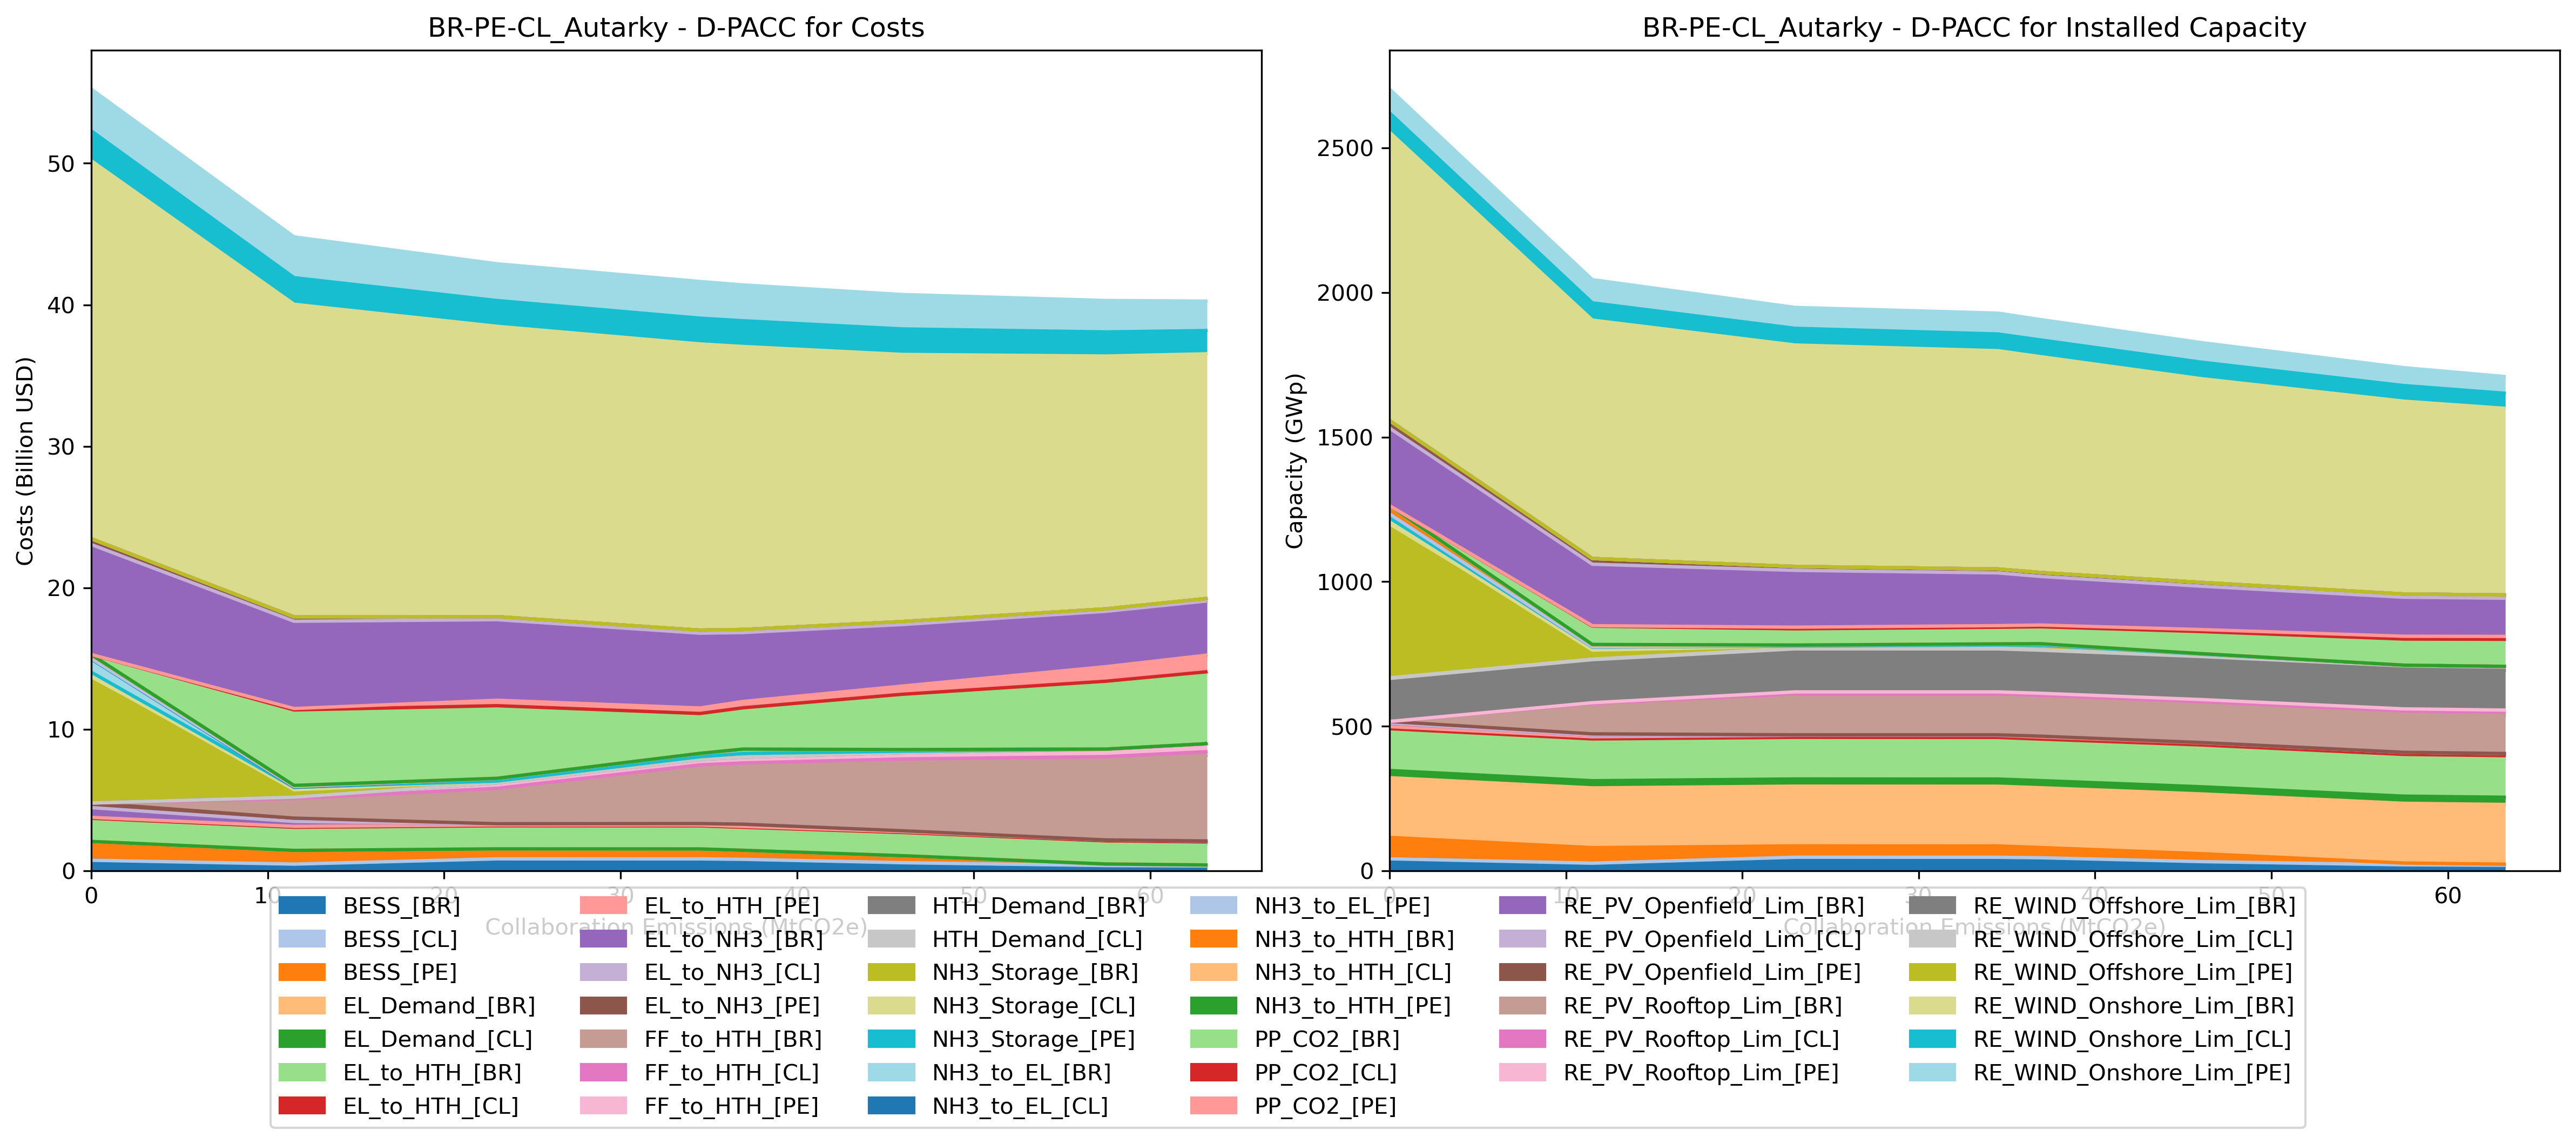 BR-PE-CL_Autarky - D-PACC for Costs
50
40
30
20
10
0
Costs (Billion USD)
0 10 20 30 40 50 60
Collaboration Emissions (MtCO2e)
BR-PE-CL_Autarky - D-PACC for Installed Capacity
2500
2000
1500
1000
500
0
Capacity (GWp)
0 10 20 30 40 50 60
Collaboration Emissions (MtCO2e)
BESS_[BR]
BESS_[CL]
BESS_[PE]
EL_Demand_[BR]
EL_Demand_[CL]
EL_to_HTH_[BR]
EL_to_HTH_[CL]
EL_to_HTH_[PE]
EL_to_NH3_[BR]
EL_to_NH3_[CL]
EL_to_NH3_[PE]
FF_to_HTH_[BR]
FF_to_HTH_[CL]
FF_to_HTH_[PE]
HTH_Demand_[BR]
HTH_Demand_[CL]
NH3_Storage_[BR]
NH3_Storage_[CL]
NH3_Storage_[PE]
NH3_to_EL_[BR]
NH3_to_EL_[CL]
NH3_to_EL_[PE]
NH3_to_HTH_[BR]
NH3_to_HTH_[CL]
NH3_to_HTH_[PE]
PP_CO2_[BR]
PP_CO2_[CL]
PP_CO2_[PE]
RE_PV_Openfield_Lim_[BR]
RE_PV_Openfield_Lim_[CL]
RE_PV_Openfield_Lim_[PE]
RE_PV_Rooftop_Lim_[BR]
RE_PV_Rooftop_Lim_[CL]
RE_PV_Rooftop_Lim_[PE]
RE_WIND_Offshore_Lim_[BR]
RE_WIND_Offshore_Lim_[CL]
RE_WIND_Offshore_Lim_[PE]
RE_WIND_Onshore_Lim_[BR]
RE_WIND_Onshore_Lim_[CL]
RE_WIND_Onshore_Lim_[PE]